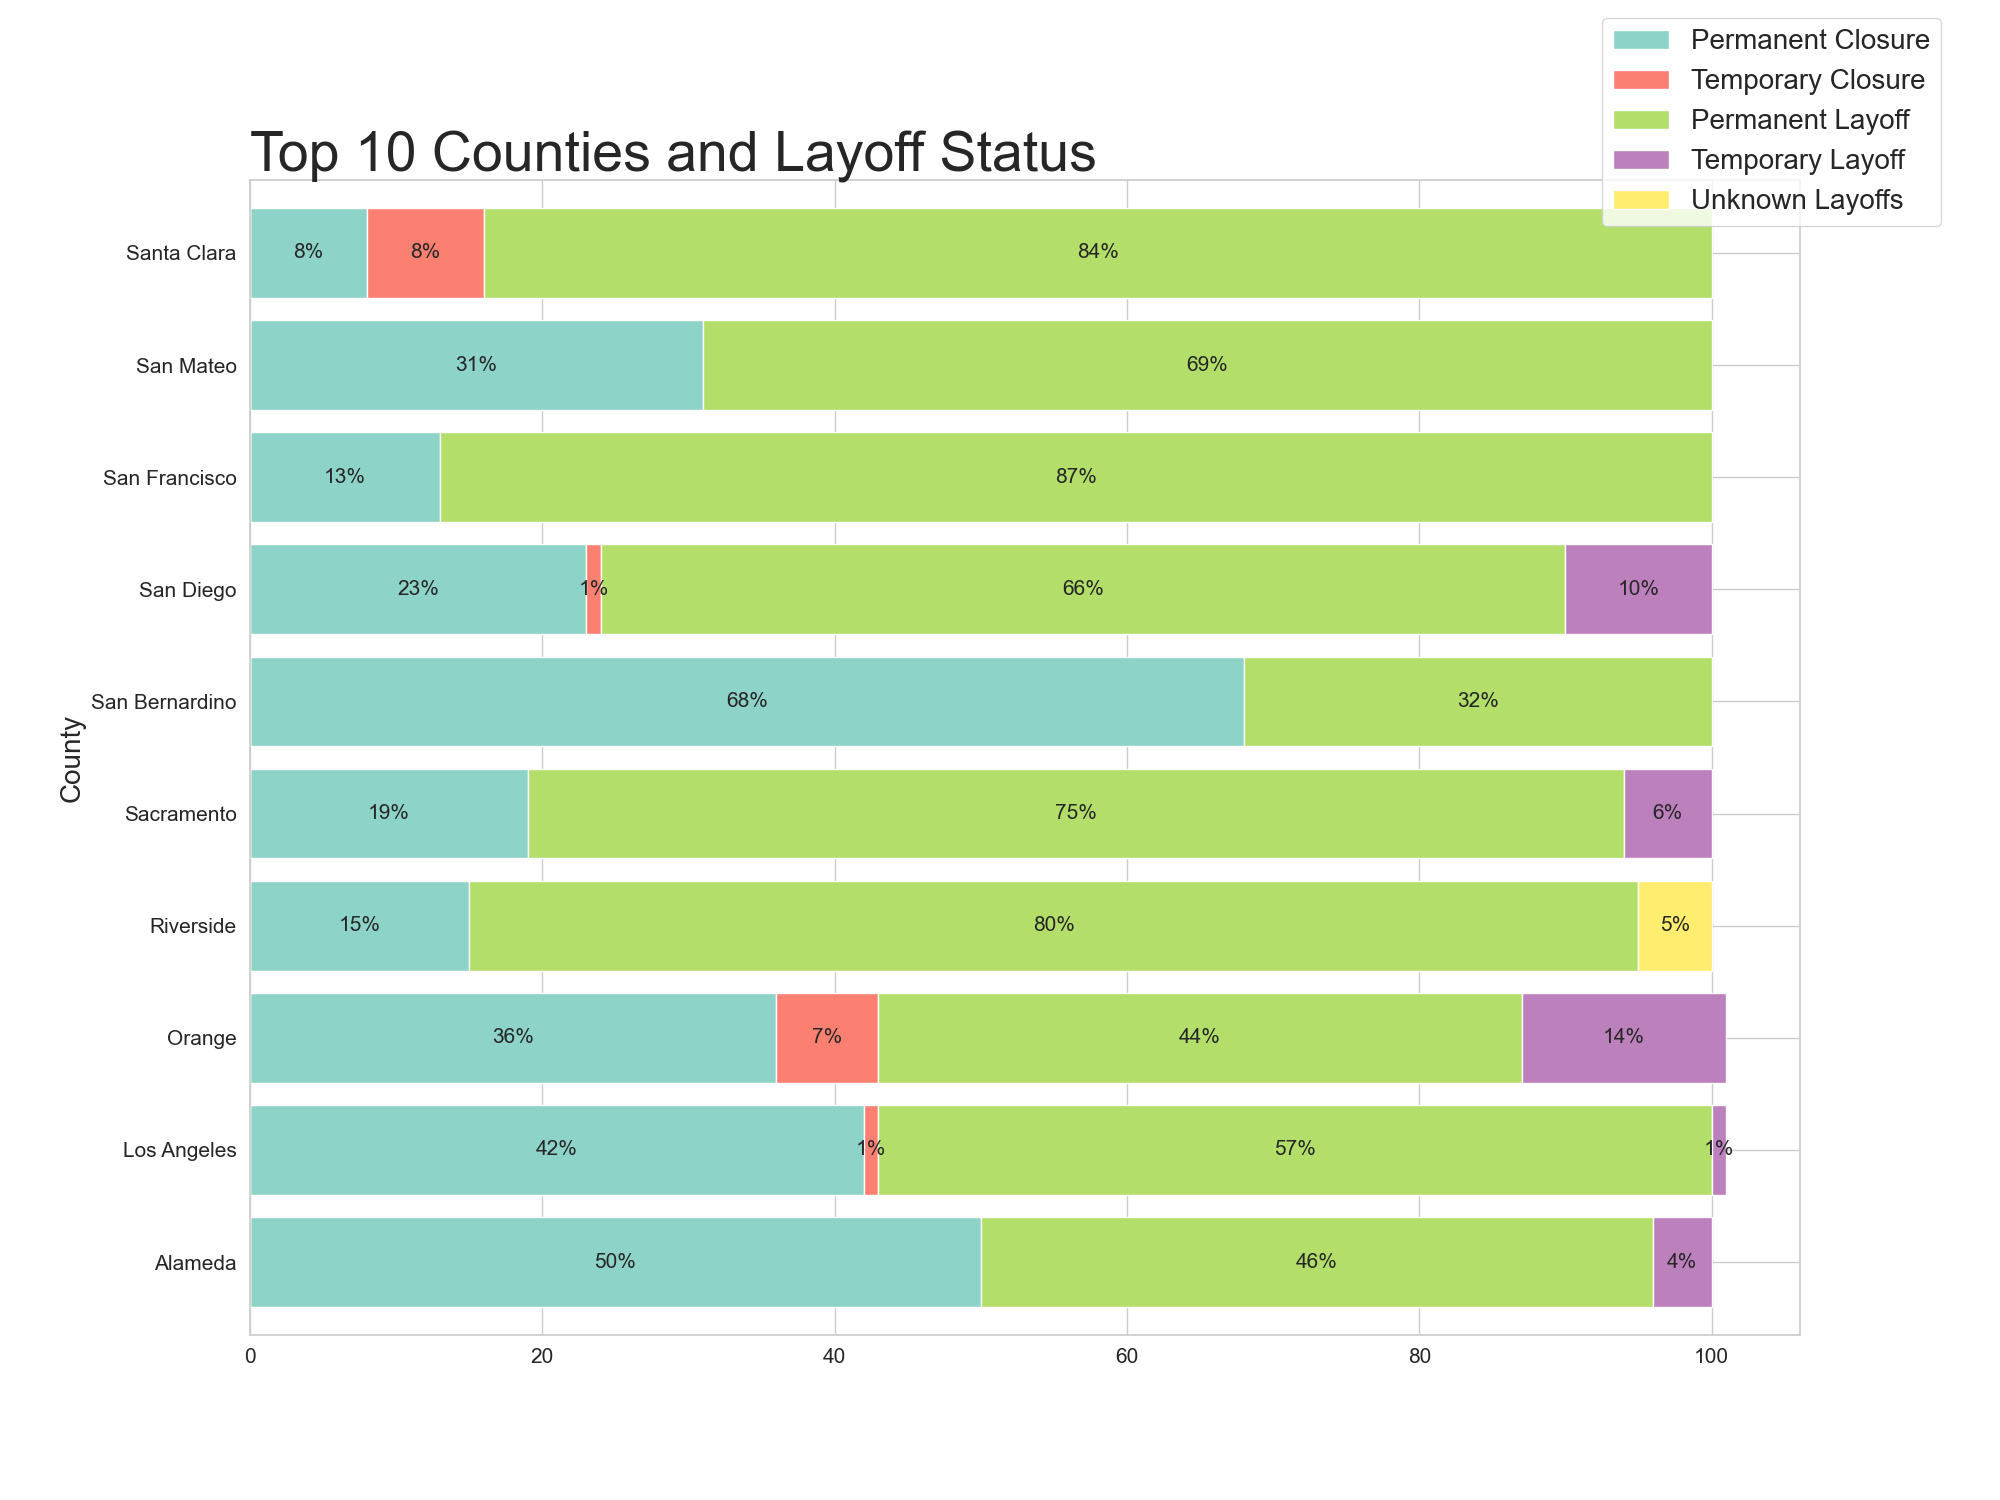 Permanent Closure
Temporary Closure
Permanent Layoff
Temporary Layoff
Unknown Layoffs
Top 10 Counties and Layoff Status
County
Santa Clara 8% 8% 84%
San Mateo 31% 69%
San Francisco 13% 87%
San Diego 23% 1% 66% 10%
San Bernardino 68% 32%
Sacramento 19% 75% 6%
Riverside 15% 80% 5%
Orange 36% 7% 44% 14%
Los Angeles 42% 1% 57% 1%
Alameda 50% 46% 4%
0 20 40 60 80 100